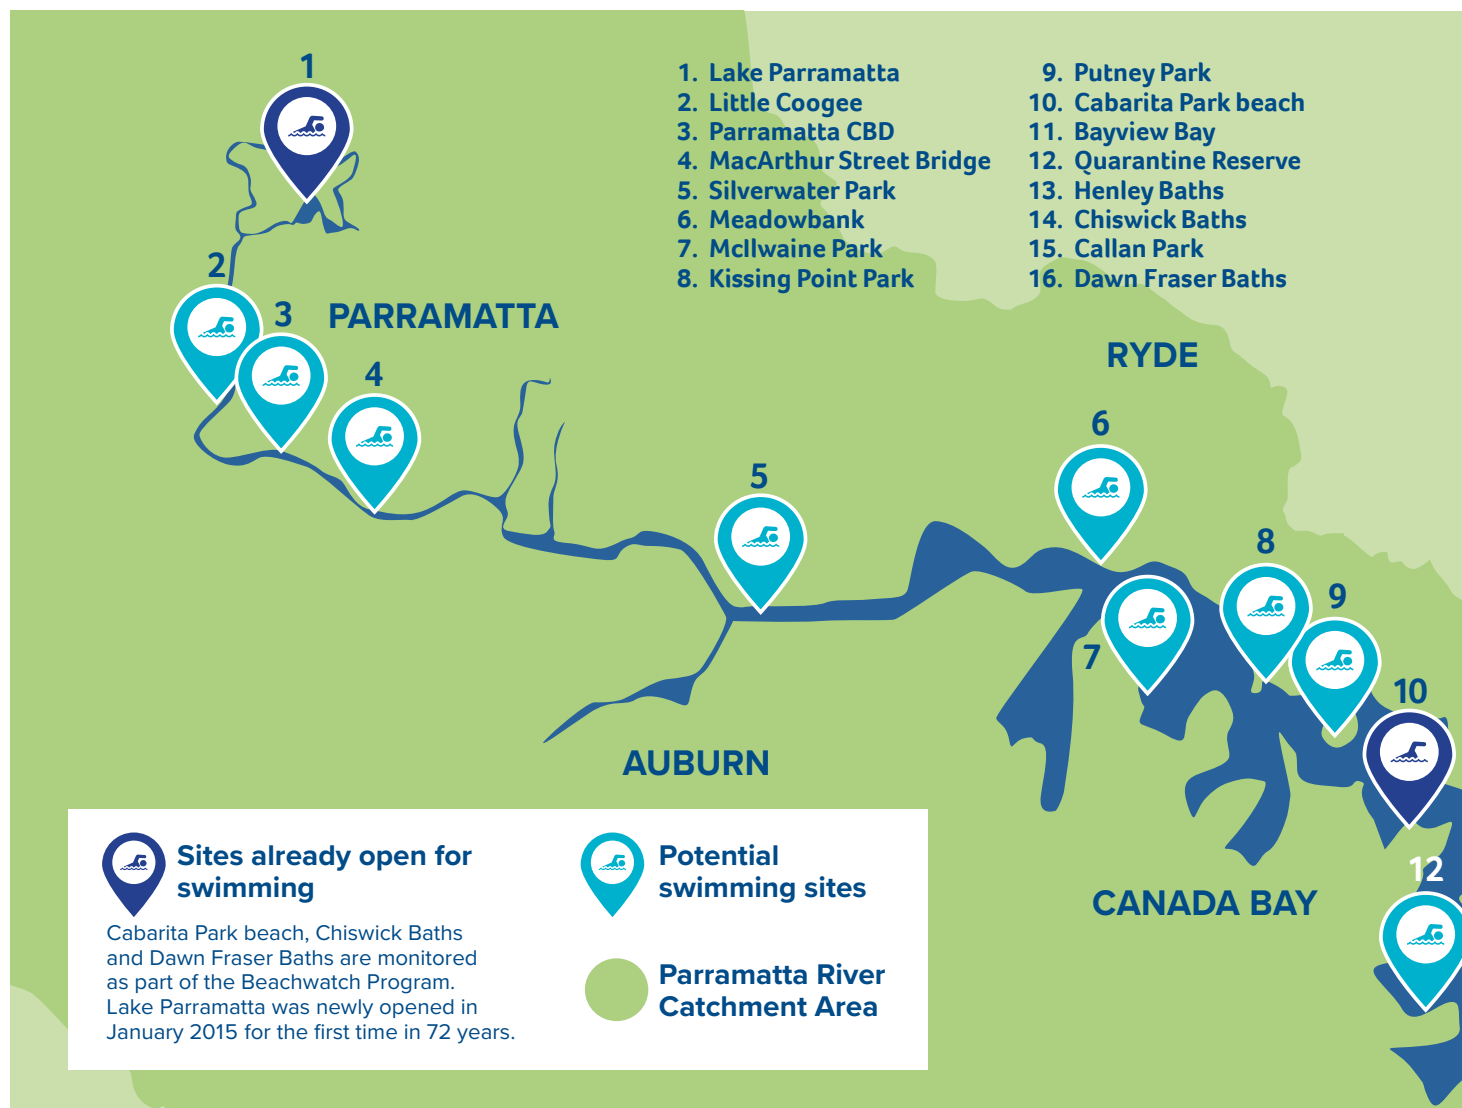 1
1. Lake Parramatta
2. Little Coogee
3. Parramatta CBD
4. MacArthur Street Bridge
5. Silverwater Park
6. Meadowbank
7. McIlwaine Park
8. Kissing Point Park
9. Putney Park
10. Cabarita Park beach
11. Bayview Bay
12. Quarantine Reserve
13. Henley Baths
14. Chiswick Baths
15. Callan Park
16. Dawn Fraser Baths
2
3
PARRAMATTA
4
RYDE
6
5
8
9
7
10
AUBURN
12
CANADA BAY
Sites already open for
swimming
Cabarita Park beach, Chiswick Baths
and Dawn Fraser Baths are monitored
as part of the Beachwatch Program.
Lake Parramatta was newly opened in
January 2015 for the first time in 72 years.
Potential
swimming sites
Parramatta River
Catchment Area